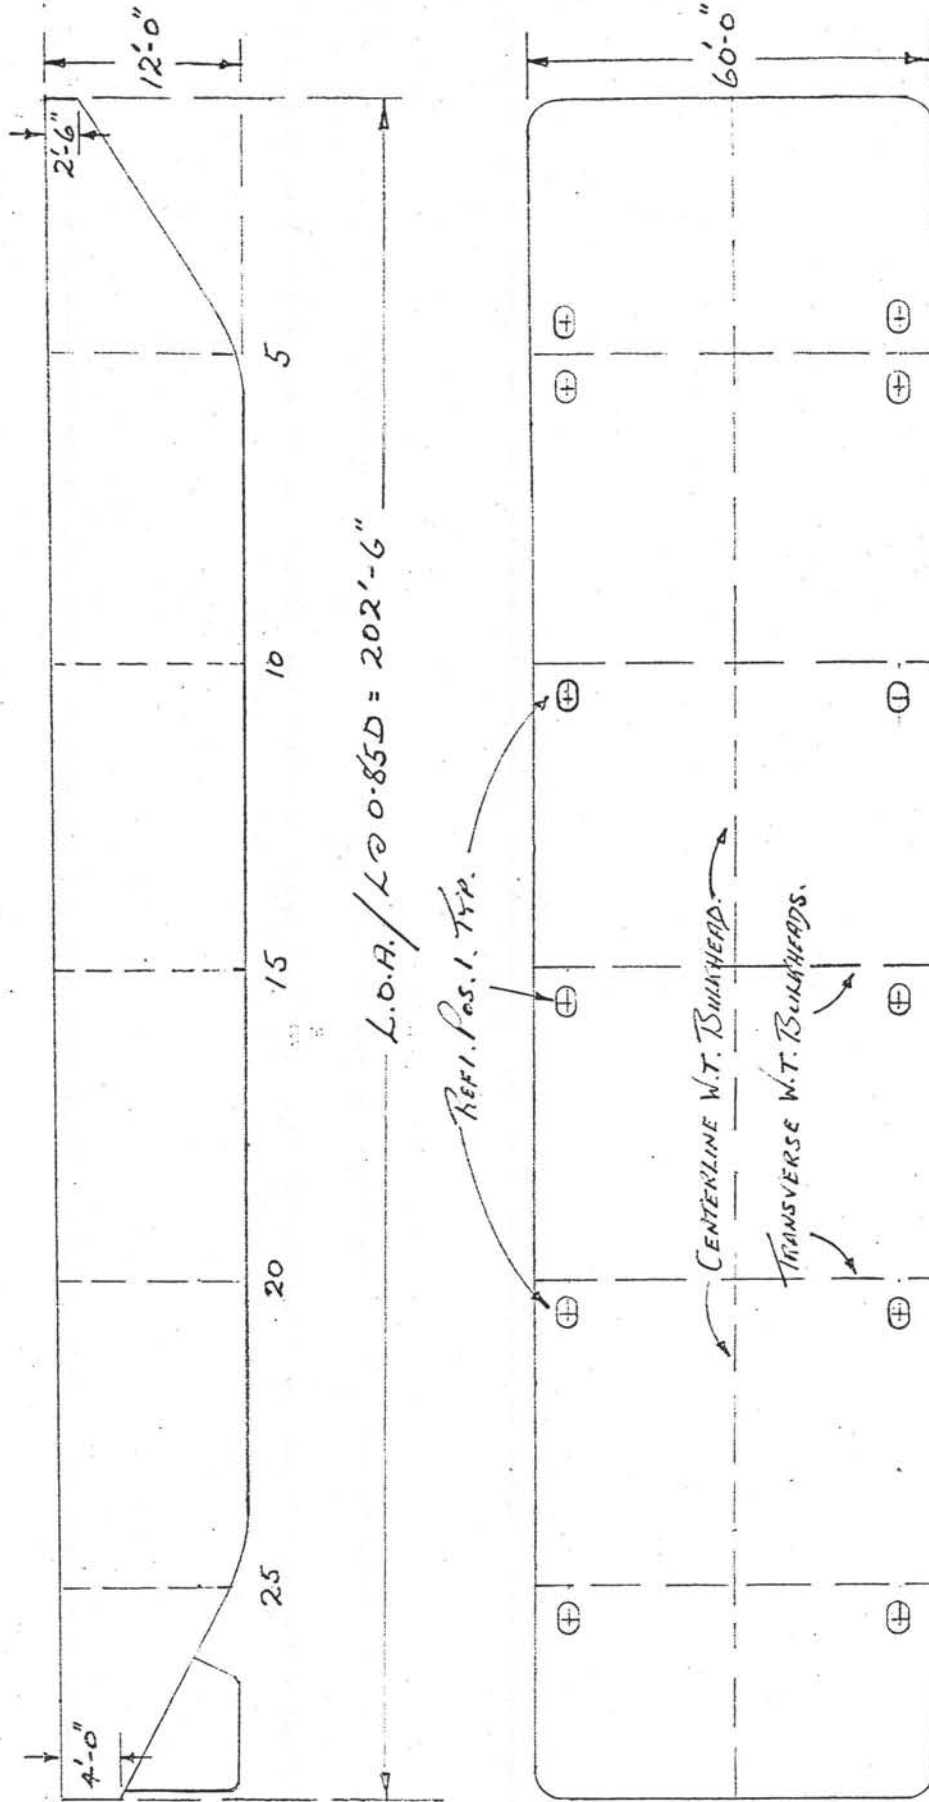 4'-0"
2'-6"
12'-0"
25
20
15
10
5
L.O.A./L@0.85D = 202'-6"
REF. 1. POS. 1. TYP.
CENTERLINE W.T. BULKHEAD.
TRANSVERSE W.T. BULKHEADS.
60'-0"